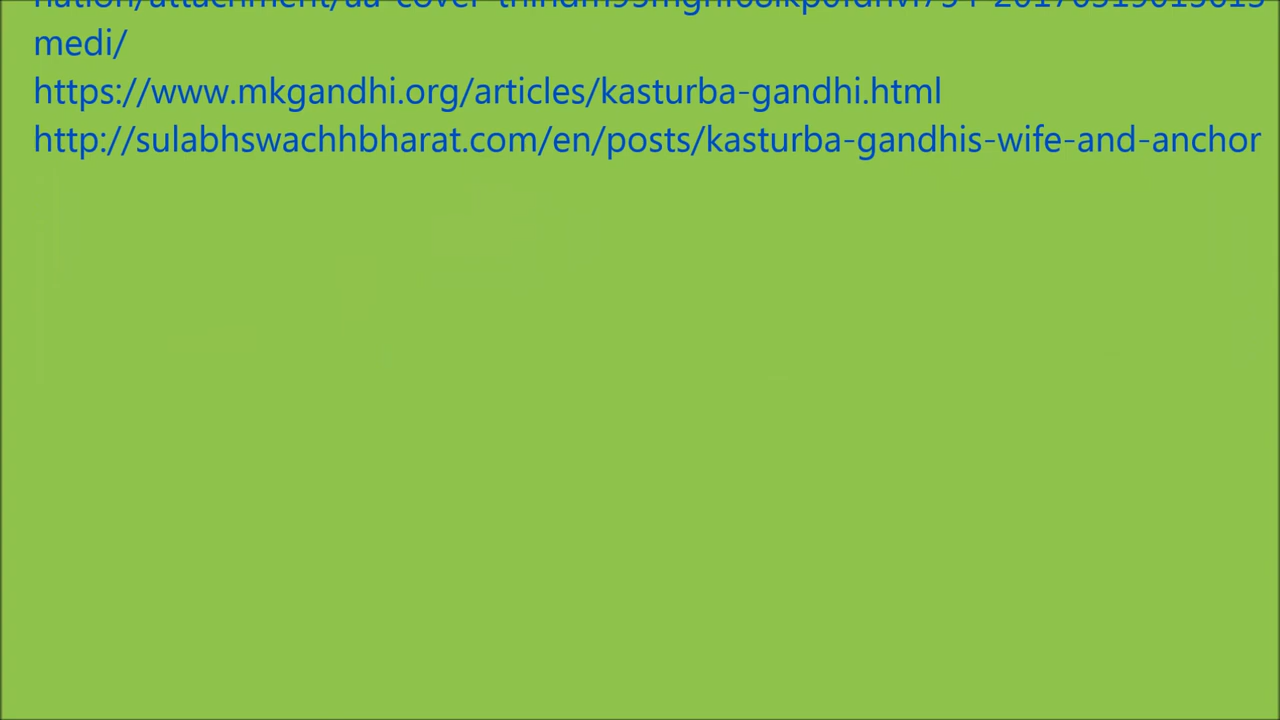 medi/
https://www.mkgandhi.org/articles/kasturba-gandhi.html
http://sulabhswachhbharat.com/en/posts/kasturba-gandhis-wife-and-anchor